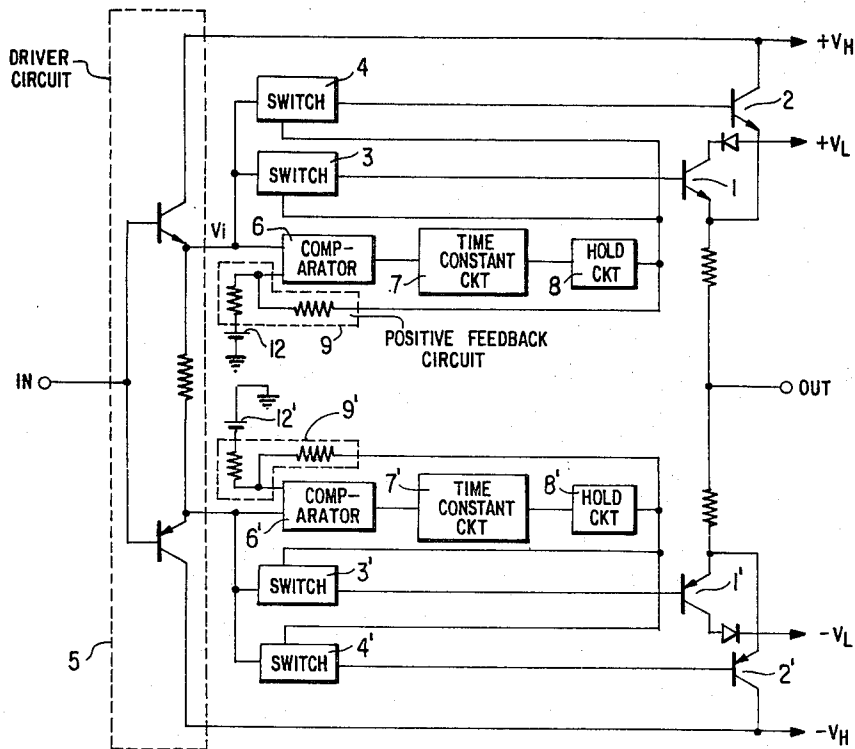 DRIVER
CIRCUIT
4
+VH
SWITCH
2
3
+VL
SWITCH
1
Vi
6
COMP-
ARATOR
TIME
CONSTANT
CKT
7
HOLD
CKT
8
12
9
POSITIVE FEEDBACK
CIRCUIT
IN
OUT
12'
9'
COMP-
ARATOR
6'
7'
TIME
CONSTANT
CKT
8'
HOLD
CKT
3'
SWITCH
1'
-VL
4'
SWITCH
2'
5
-VH